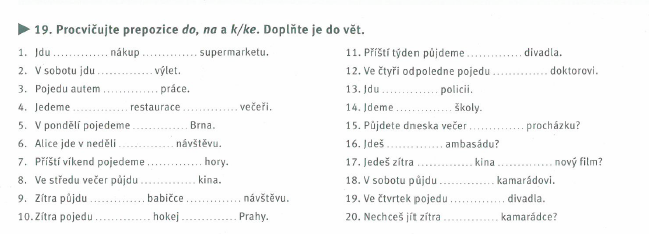 ▶ 19. Procvičujte prepozice do, na a k/ke. Doplňte je do vět.
1. Jdu ............. nákup ............. supermarketu.
2. V sobotu jdu ............. výlet.
3. Pojedu autem ............. práce.
4. Jedeme ............. restaurace ............. večeři.
5. V pondělí pojedeme ............. Brna.
6. Alice jde v neděli ............. návštěvu.
7. Příští víkend pojedeme ............. hory.
8. Ve středu večer půjdu ............. kina.
9. Zítra půjdu ............. babičce ............. návštěvu.
10. Zítra pojedu ............. hokej ............. Prahy.
11. Příští týden půjdeme ............. divadla.
12. Ve čtyři odpoledne pojedu ............. doktorovi.
13. Jdu ............. policii.
14. Jdeme ............. školy.
15. Půjdete dneska večer ............. procházku?
16. Jdeš ............. ambasádu?
17. Jedeš zítra ............. kina ............. nový film?
18. V sobotu půjdu ............. kamarádovi.
19. Ve čtvrtek pojedu ............. divadla.
20. Nechceš jít zítra ............. kamarádce?